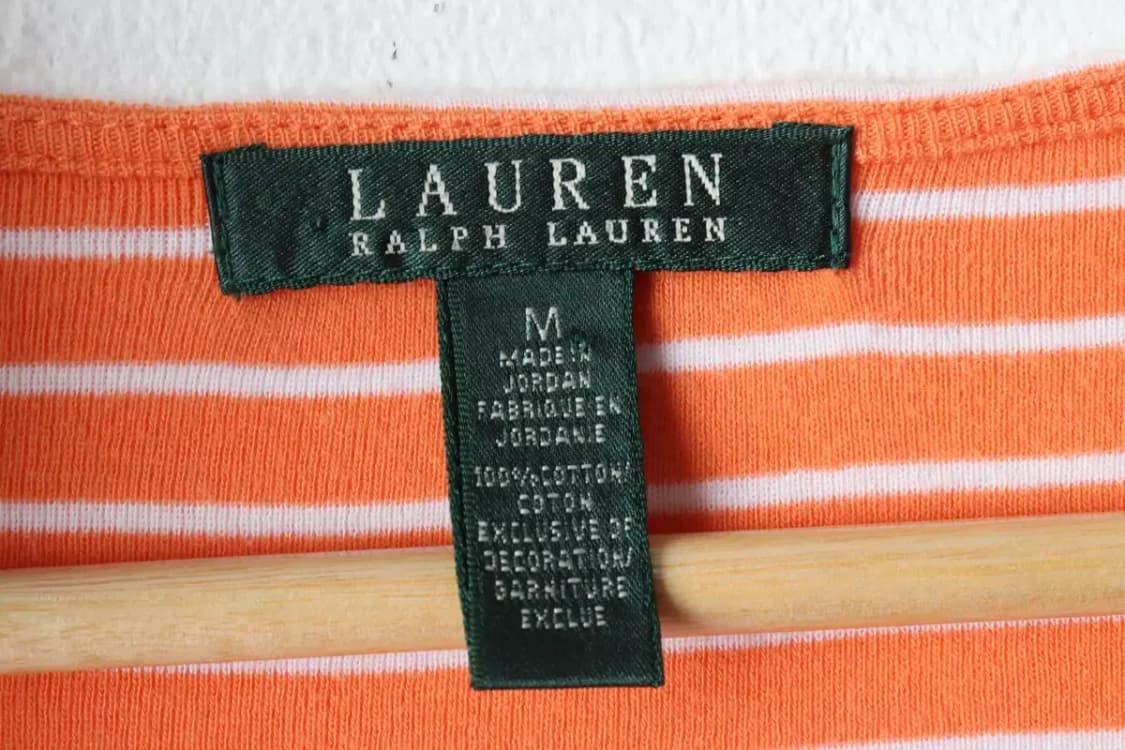 LAUREN
RALPH LAUREN
M
MADE IN
JORDAN
FABRIQUE EN
JORDANIE
100%COTTON/
COTON
EXCLUSIVE OF
DECORATION/
GARNITURE
EXCLUE